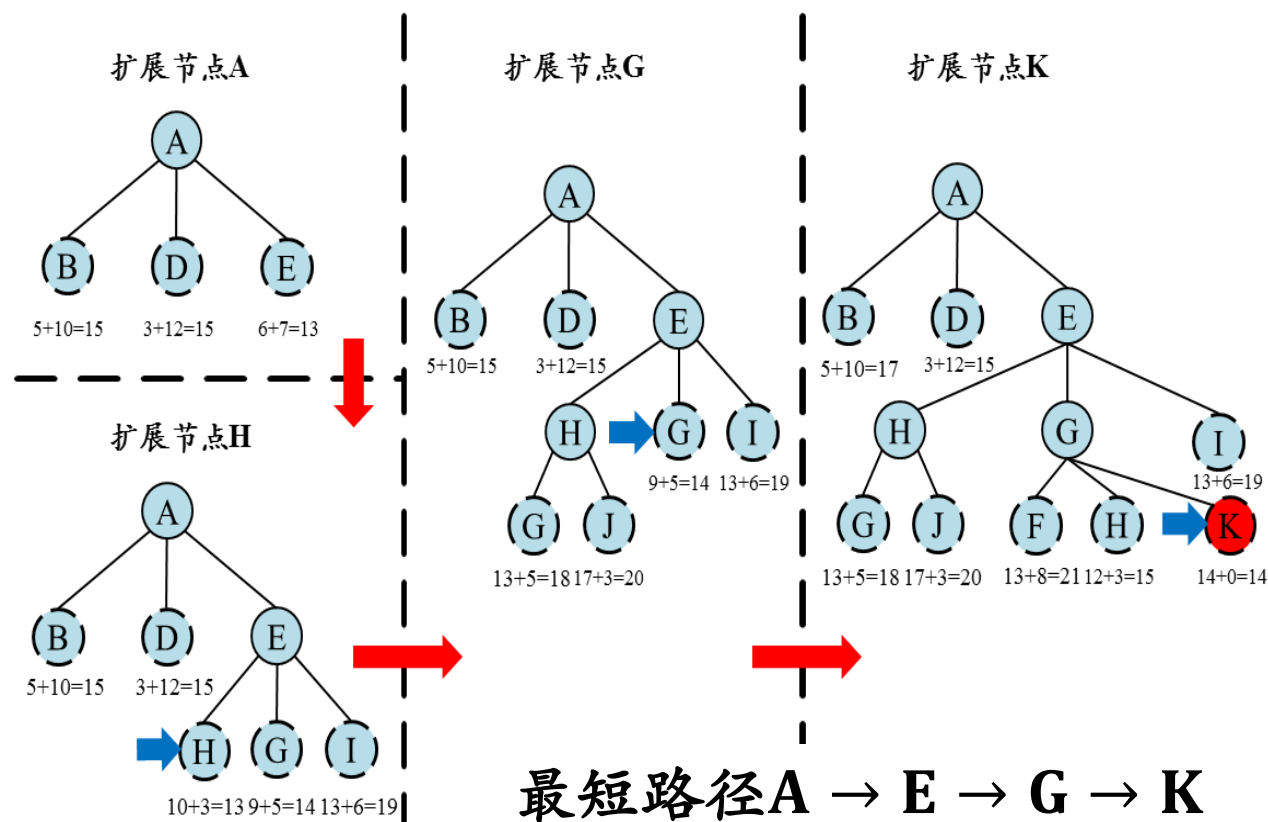 扩展节点A
A
B D E
5+10=15 3+12=15 6+7=13
扩展节点H
A
B D E
5+10=15 3+12=15
H G I
10+3=13 9+5=14 13+6=19
扩展节点G
A
B D E
5+10=15 3+12=15
H G I
9+5=14 13+6=19
G J
13+5=18 17+3=20
扩展节点K
A
B D E
5+10=17 3+12=15
H G I
13+6=19
G J F H K
13+5=18 17+3=20 13+8=21 12+3=15 14+0=14
最短路径A → E → G → K